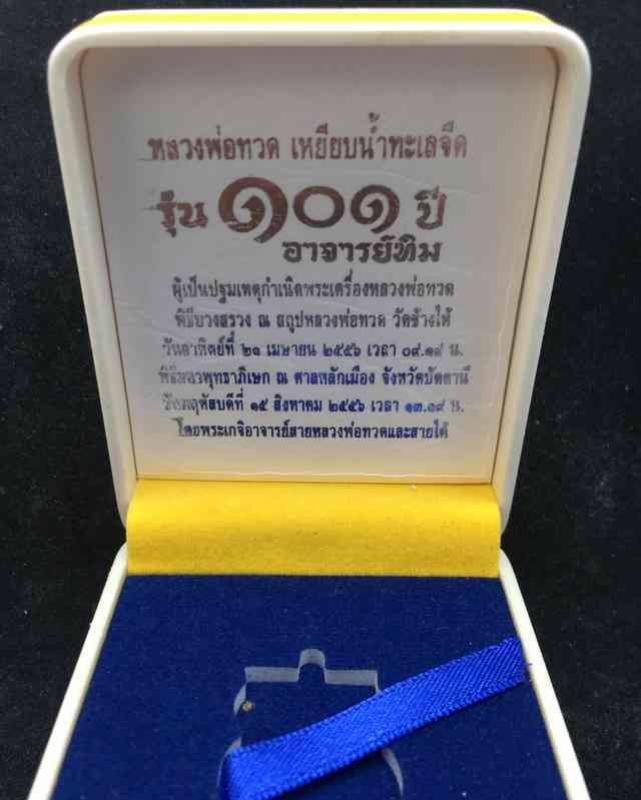 หลวงพ่อทวด เหยียบน้ำทะเลจืด
รุ่น ๑๐๑ ปี
อาจารย์ทิม
ผู้เป็นปฐมเหตุกำเนิดพระเครื่องหลวงพ่อทวด
พิธีบวงสรวง ณ สถูปหลวงพ่อทวด วัดช้างให้
วันอาทิตย์ที่ ๒๑ เมษายน ๒๕๕๖ เวลา ๐๙.๑๙ น.
พิธีมหาพุทธาภิเษก ณ ศาลหลักเมือง จังหวัดปัตตานี
วันพฤหัสบดีที่ ๑๕ สิงหาคม ๒๕๕๖ เวลา ๑๓.๑๙ น.
โดยพระเกจิอาจารย์สายหลวงพ่อทวดและสายใต้